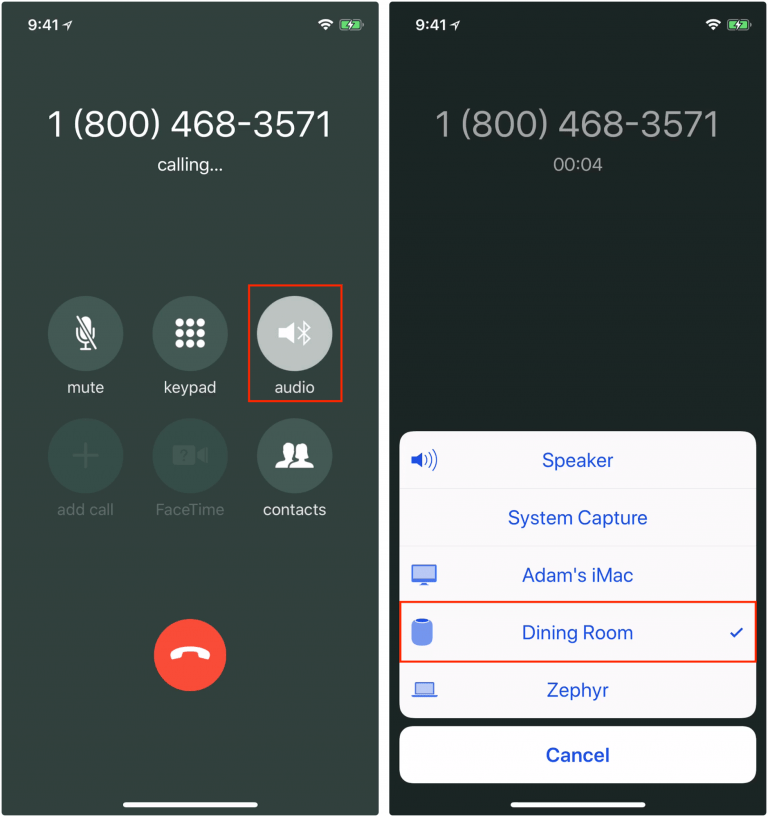 9:41
1 (800) 468-3571
calling...
mute
keypad
audio
add call
FaceTime
contacts
9:41
1 (800) 468-3571
00:04
Speaker
System Capture
Adam's iMac
Dining Room
Zephyr
Cancel